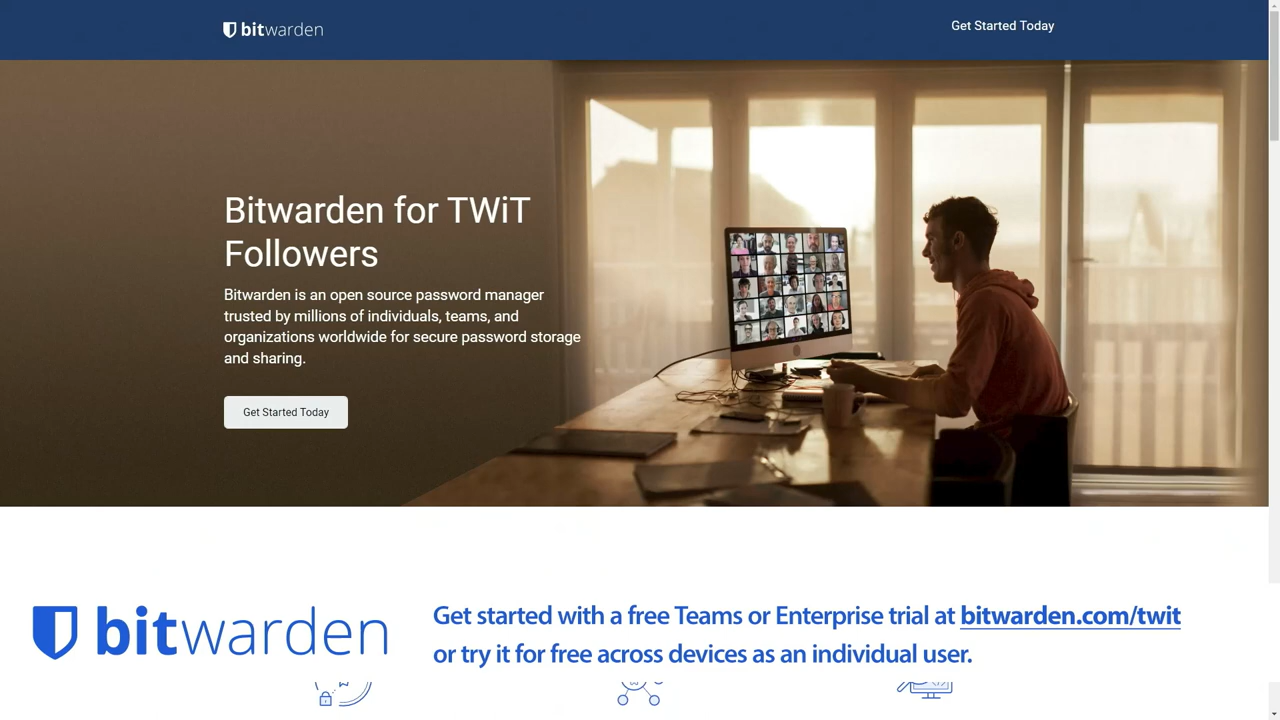 bitwarden
Get Started Today
Bitwarden for TWiT
Followers
Bitwarden is an open source password manager
trusted by millions of individuals, teams, and
organizations worldwide for secure password storage
and sharing.
Get Started Today
bitwarden
Get started with a free Teams or Enterprise trial at bitwarden.com/twit
or try it for free across devices as an individual user.